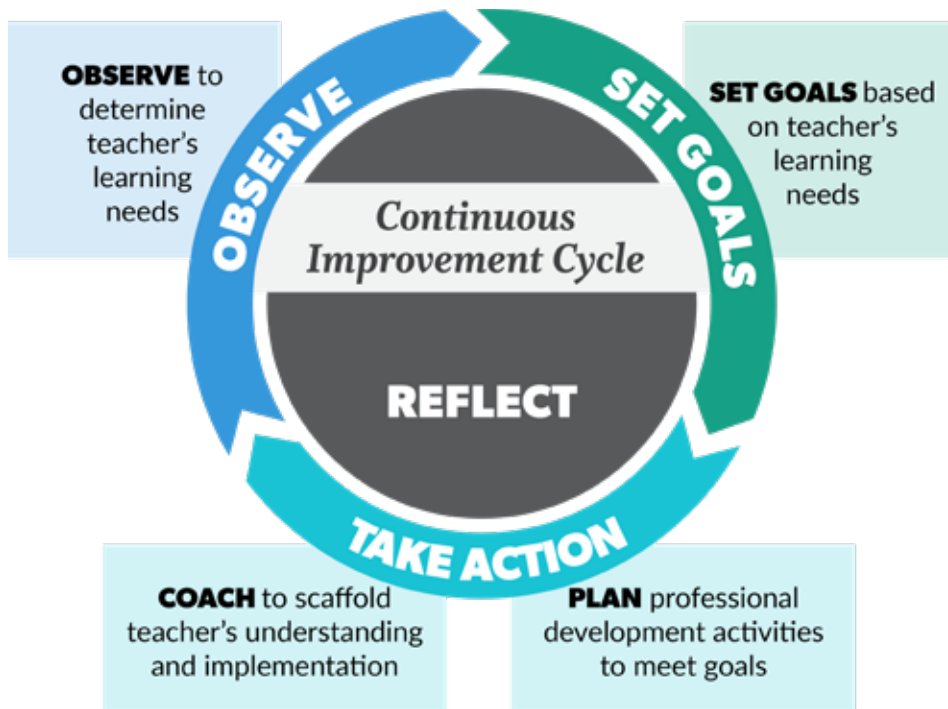 OBSERVE to
determine
teacher's
learning
needs
OBSERVE
SET GOALS
SET GOALS based
on teacher's
learning
needs
Continuous
Improvement Cycle
REFLECT
TAKE ACTION
COACH to scaffold
teacher's understanding
and implementation
PLAN professional
development activities
to meet goals